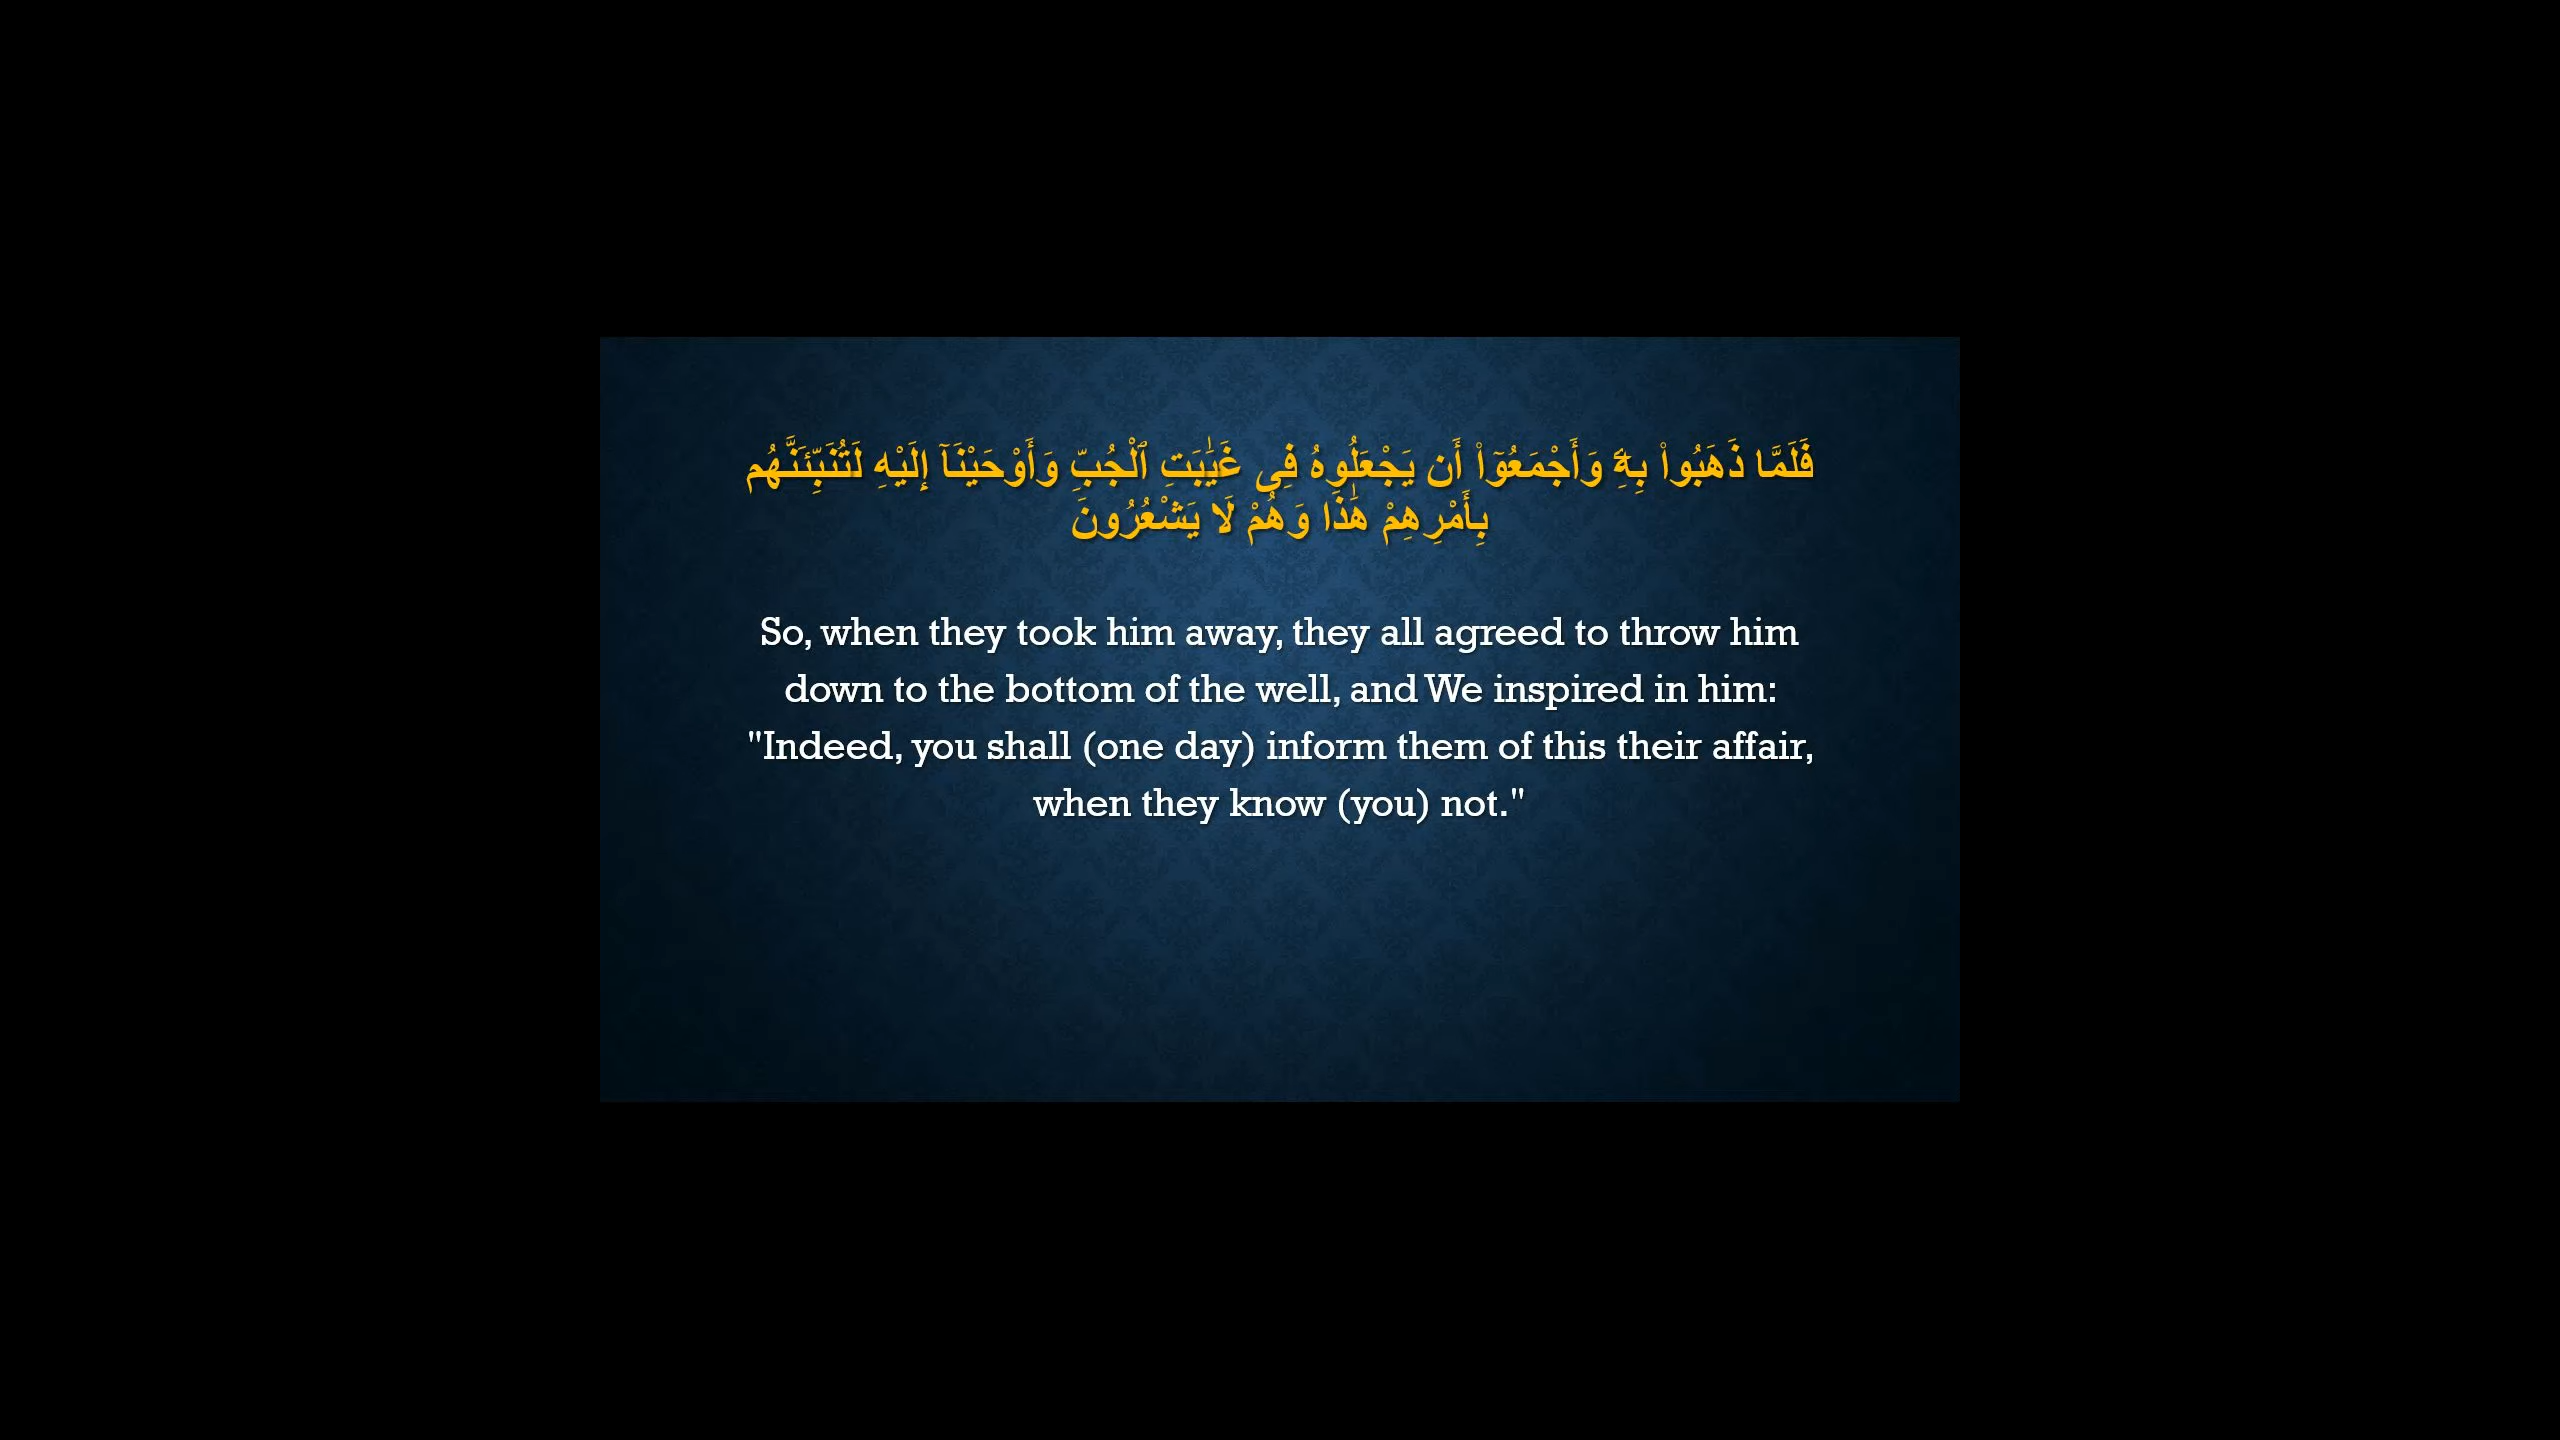 فَلَمَّا ذَهَبُوا۟ بِهِۦ وَأَجْمَعُوٓا۟ أَن يَجْعَلُوهُ فِى غَيَٰبَتِ ٱلْجُبِّ وَأَوْحَيْنَآ إِلَيْهِ لَتُنَبِّئَنَّهُم
بِأَمْرِهِمْ هَٰذَا وَهُمْ لَا يَشْعُرُونَ
So, when they took him away, they all agreed to throw him
down to the bottom of the well, and We inspired in him:
"Indeed, you shall (one day) inform them of this their affair,
when they know (you) not."